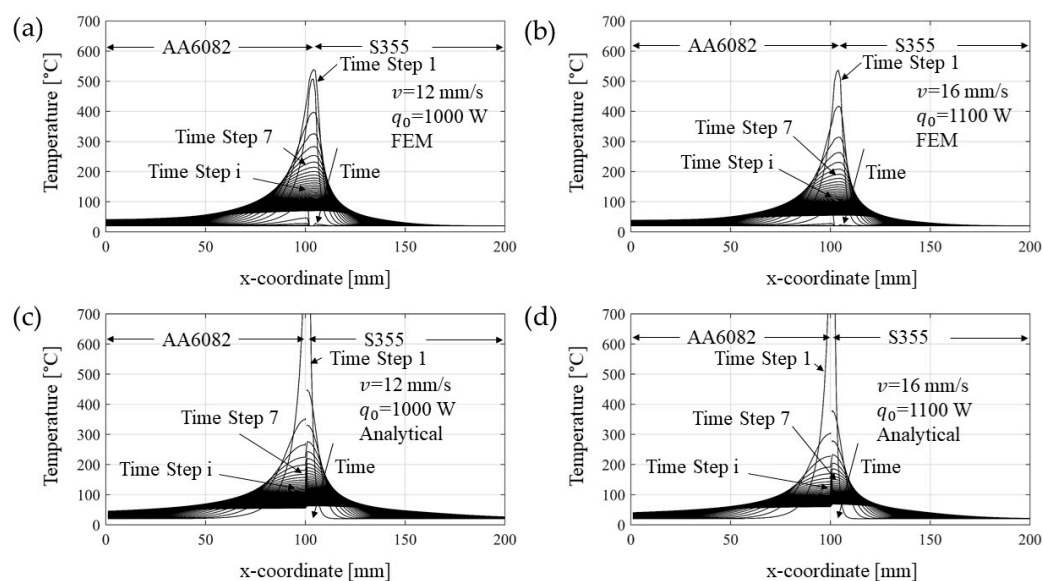 (a)
700
600
500
400
300
200
100
0
Temperature [°C]
AA6082
S355
Time Step 1
v=12 mm/s
q₀=1000 W
FEM
Time Step 7
Time Step i
Time
0
50
100
150
200
x-coordinate [mm]
(b)
700
600
500
400
300
200
100
0
Temperature [°C]
AA6082
S355
Time Step 1
v=16 mm/s
q₀=1100 W
FEM
Time Step 7
Time Step i
Time
0
50
100
150
200
x-coordinate [mm]
(c)
700
600
500
400
300
200
100
0
Temperature [°C]
AA6082
S355
Time Step 1
v=12 mm/s
q₀=1000 W
Analytical
Time Step 7
Time Step i
Time
0
50
100
150
200
x-coordinate [mm]
(d)
700
600
500
400
300
200
100
0
Temperature [°C]
AA6082
S355
Time Step 1
v=16 mm/s
q₀=1100 W
Analytical
Time Step 7
Time Step i
Time
0
50
100
150
200
x-coordinate [mm]